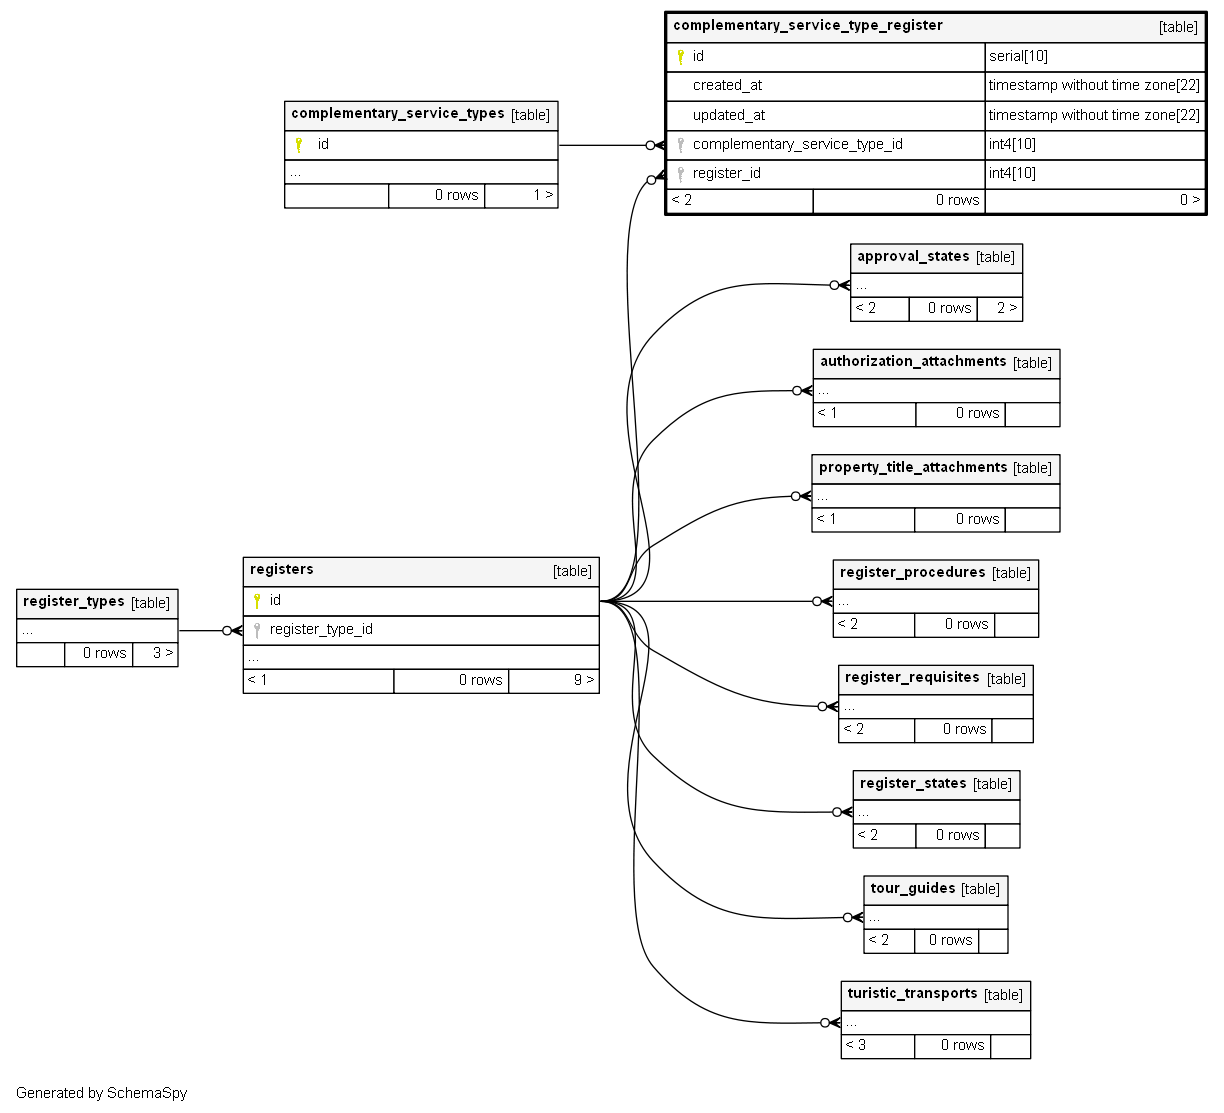 complementary_service_type_register [table]
id serial[10]
created_at timestamp without time zone[22]
updated_at timestamp without time zone[22]
complementary_service_type_id int4[10]
register_id int4[10]
< 2 0 rows 0 >
complementary_service_types [table]
id
...
0 rows 1 >
approval_states [table]
...
< 2 0 rows 2 >
authorization_attachments [table]
...
< 1 0 rows
property_title_attachments [table]
...
< 1 0 rows
registers [table]
id
register_type_id
...
< 1 0 rows 9 >
register_types [table]
...
0 rows 3 >
register_procedures [table]
...
< 2 0 rows
register_requisites [table]
...
< 2 0 rows
register_states [table]
...
< 2 0 rows
tour_guides [table]
...
< 2 0 rows
turistic_transports [table]
...
< 3 0 rows
Generated by SchemaSpy